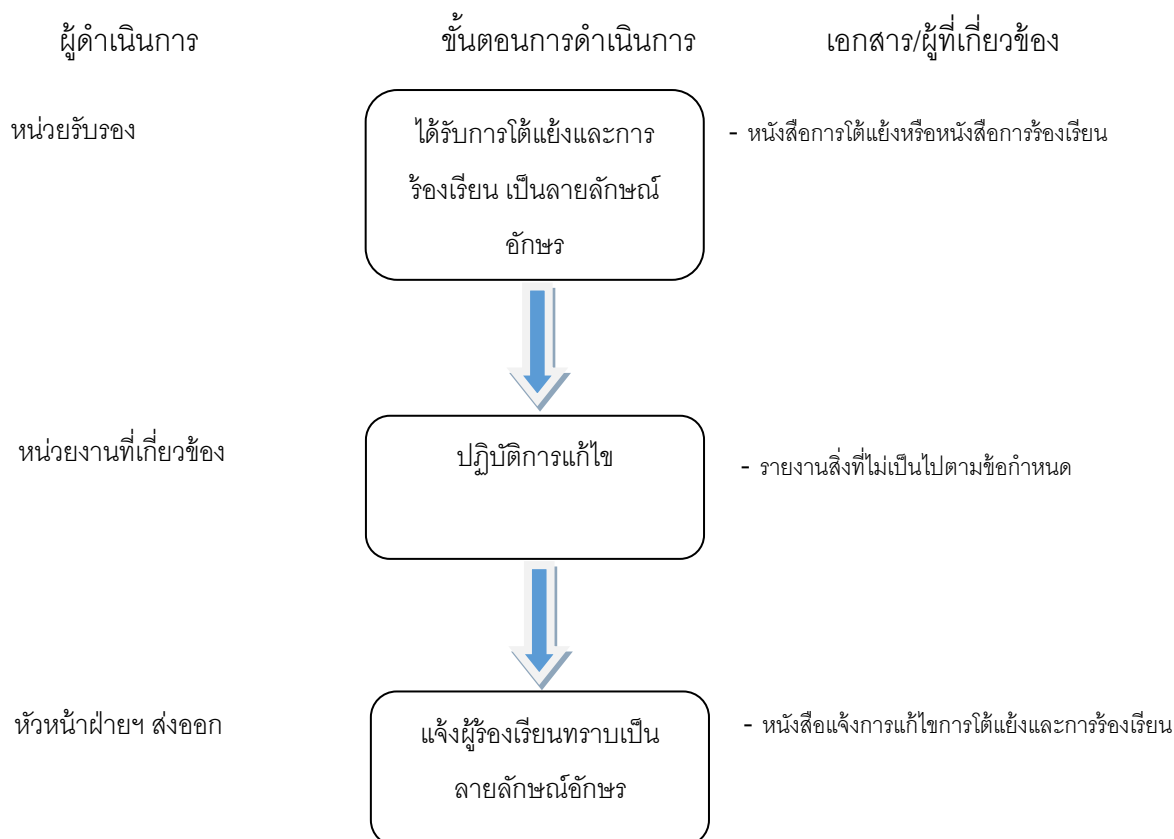 ผู้ดำเนินการ ขั้นตอนการดำเนินการ เอกสาร/ผู้ที่เกี่ยวข้อง
หน่วยรับรอง
ได้รับการโต้แย้งและการ
ร้องเรียน เป็นลายลักษณ์
อักษร
- หนังสือการโต้แย้งหรือหนังสือการร้องเรียน
หน่วยงานที่เกี่ยวข้อง
ปฏิบัติการแก้ไข
- รายงานสิ่งที่ไม่เป็นไปตามข้อกำหนด
หัวหน้าฝ่ายฯ ส่งออก
แจ้งผู้ร้องเรียนทราบเป็น
ลายลักษณ์อักษร
- หนังสือแจ้งการแก้ไขการโต้แย้งและการร้องเรียน